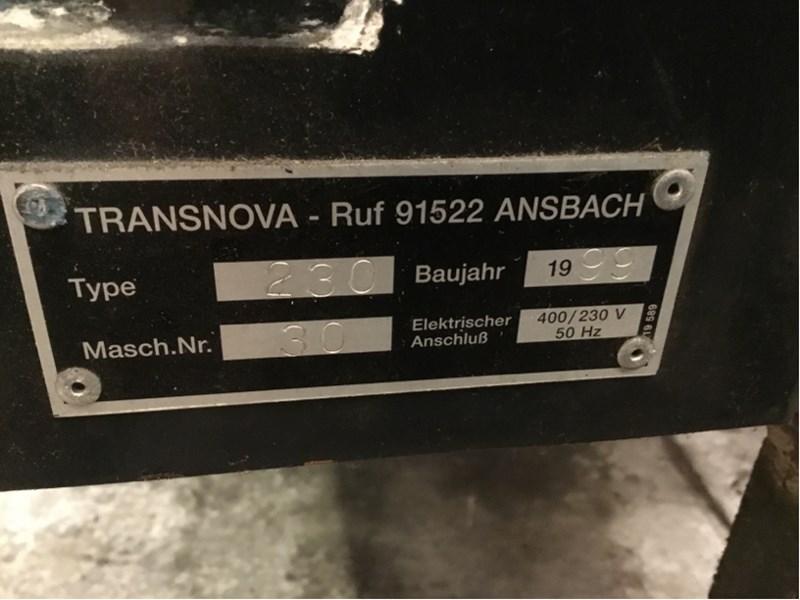 TRANSNOVA - Ruf 91522 ANSBACH
Type 230 Baujahr 1999
Masch.Nr. 30 Elektrischer Anschluß 400/230 V 50 Hz
19 589